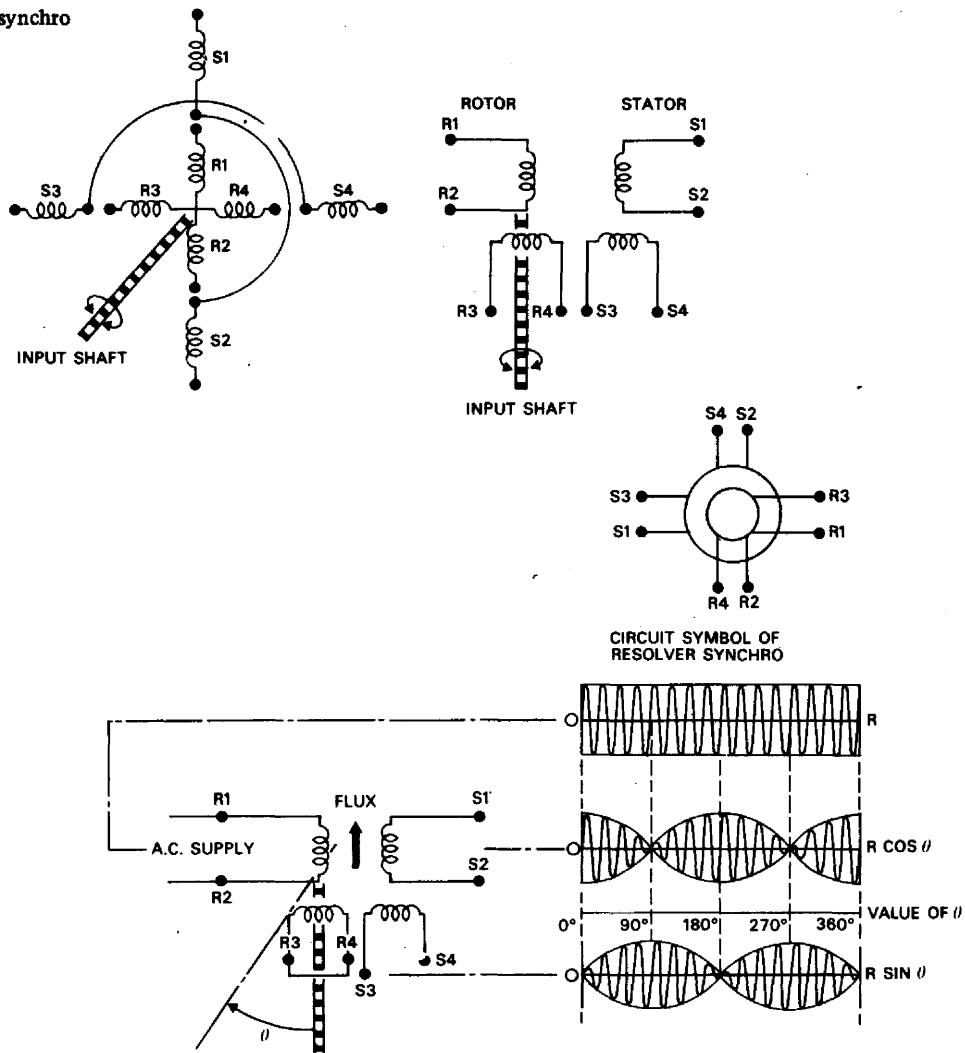 synchro
S1
R1
S3
R3
R4
S4
R2
S2
INPUT SHAFT
ROTOR
STATOR
R1
S1
R2
S2
R3
R4
S3
S4
INPUT SHAFT
S4 S2
S3
R3
S1
R1
R4 R2
CIRCUIT SYMBOL OF
RESOLVER SYNCHRO
R
R1
FLUX
S1
A.C. SUPPLY
R COS θ
R2
S2
VALUE OF θ
0° 90° 180° 270° 360°
R3
R4
S4
S3
R SIN θ
θ